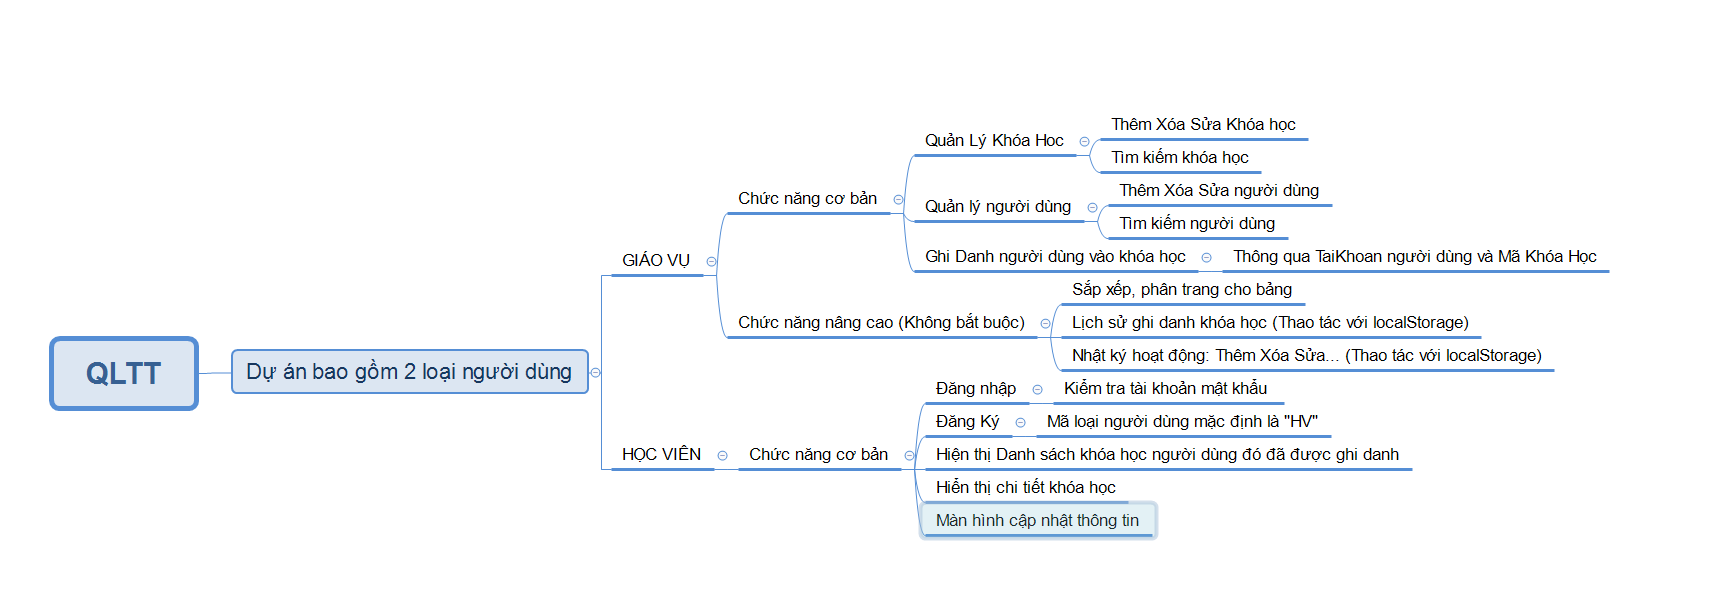 QLTT
Dự án bao gồm 2 loại người dùng
GIÁO VỤ
Chức năng cơ bản
Quản Lý Khóa Hoc
Thêm Xóa Sửa Khóa học
Tìm kiếm khóa học
Quản lý người dùng
Thêm Xóa Sửa người dùng
Tìm kiếm người dùng
Ghi Danh người dùng vào khóa học
Thông qua TaiKhoan người dùng và Mã Khóa Học
Chức năng nâng cao (Không bắt buộc)
Sắp xếp, phân trang cho bảng
Lịch sử ghi danh khóa học (Thao tác với localStorage)
Nhật ký hoạt động: Thêm Xóa Sửa... (Thao tác với localStorage)
HỌC VIÊN
Chức năng cơ bản
Đăng nhập
Kiểm tra tài khoản mật khẩu
Đăng Ký
Mã loại người dùng mặc định là "HV"
Hiện thị Danh sách khóa học người dùng đó đã được ghi danh
Hiển thị chi tiết khóa học
Màn hình cập nhật thông tin